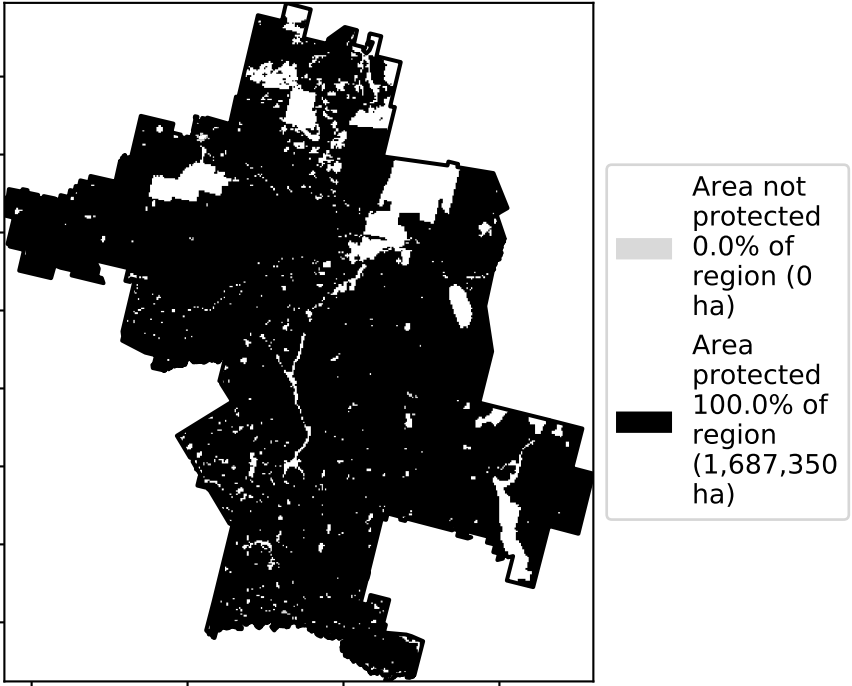 Area not
protected
0.0% of
region (0
ha)
Area
protected
100.0% of
region
(1,687,350
ha)